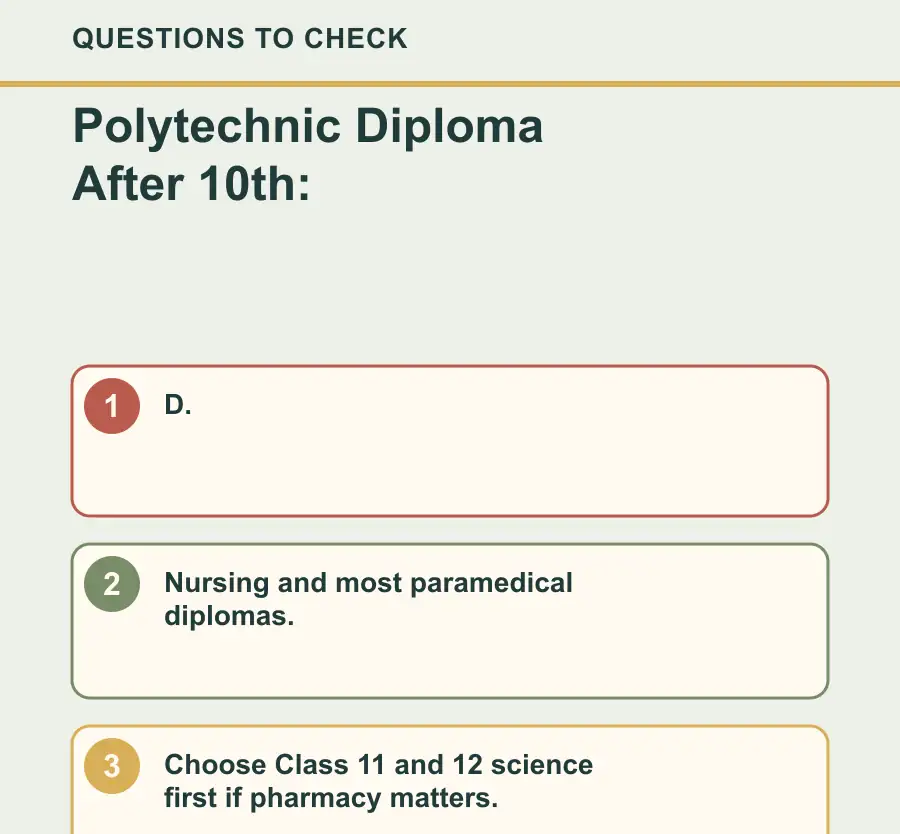 QUESTIONS TO CHECK
Polytechnic Diploma
After 10th:
1
D.
2
Nursing and most paramedical
diplomas.
3
Choose Class 11 and 12 science
first if pharmacy matters.